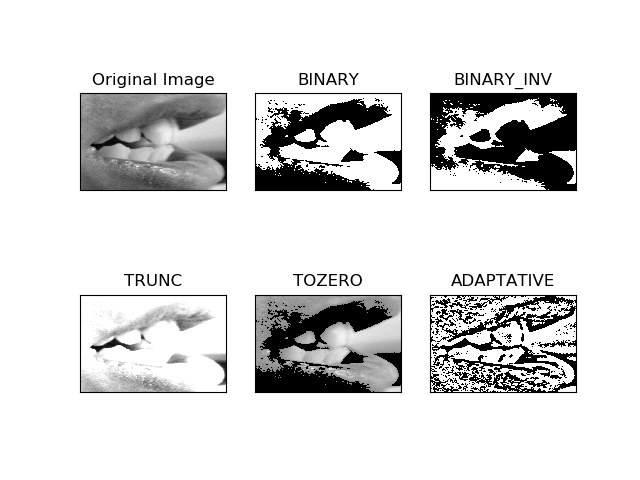 Original Image
BINARY
BINARY_INV
TRUNC
TOZERO
ADAPTATIVE